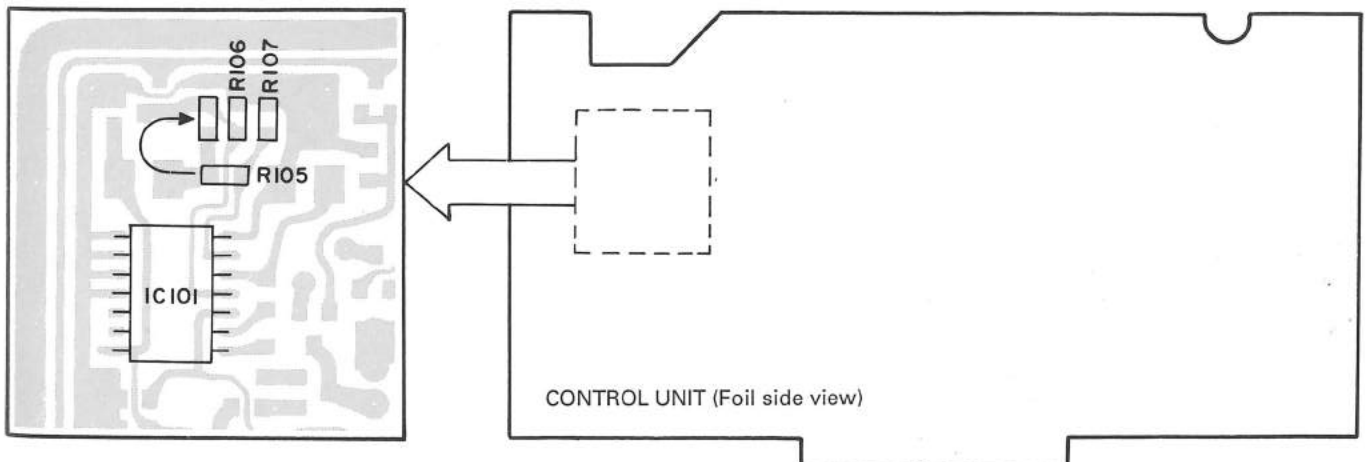 R106
R107
R105
IC101
CONTROL UNIT (Foil side view)